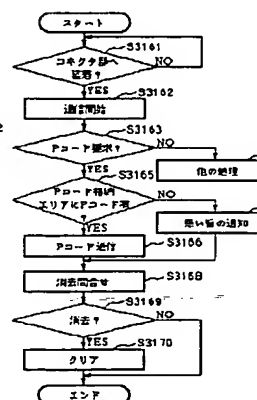 スタート
S3161
コネクタ部へ
装着?
NO
YES
S3162
通信開始
S3163
Pコード要求?
NO
YES
S3165
他の処理
Pコード格納
エリアにPコード有
?
NO
YES
無い旨の通知
Pコード送信
S3166
消去問合せ
S3168
S3169
消去?
NO
YES
S3170
クリア
エンド